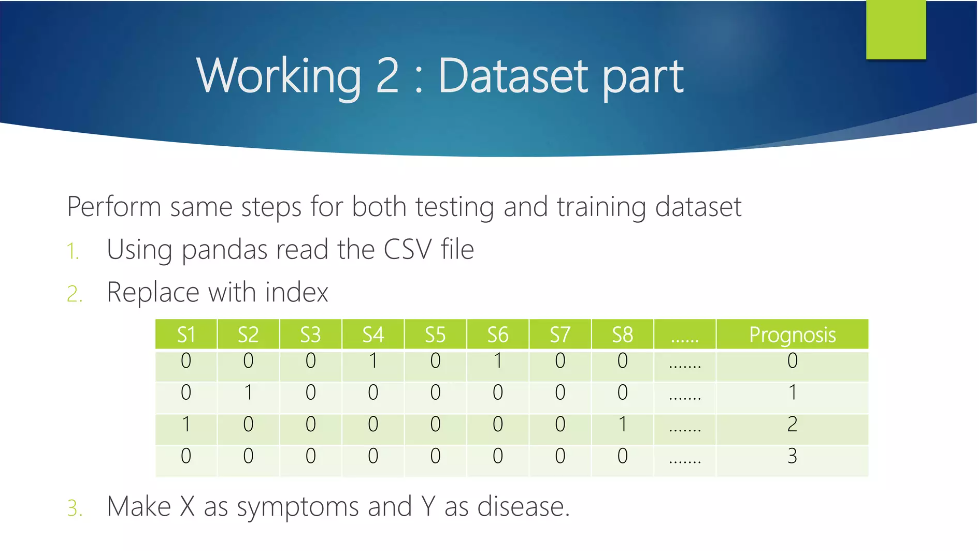 Working 2 : Dataset part
Perform same steps for both testing and training dataset
1. Using pandas read the CSV file
2. Replace with index
S1 S2 S3 S4 S5 S6 S7 S8 ...... Prognosis
0 0 0 1 0 1 0 0 ....... 0
0 1 0 0 0 0 0 0 ....... 1
1 0 0 0 0 0 0 1 ....... 2
0 0 0 0 0 0 0 0 ....... 3
3. Make X as symptoms and Y as disease.